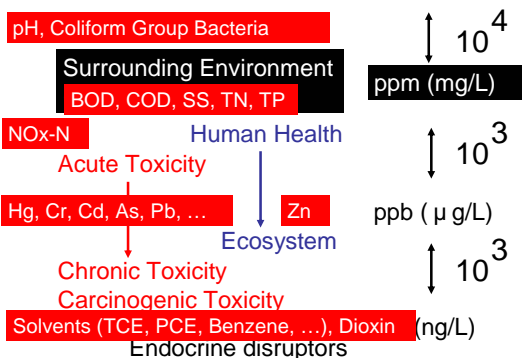 pH, Coliform Group Bacteria
10^4
Surrounding Environment
ppm (mg/L)
BOD, COD, SS, TN, TP
NOx-N
Human Health
10^3
Acute Toxicity
Hg, Cr, Cd, As, Pb, …
Zn
ppb ( µ g/L)
Ecosystem
Chronic Toxicity
10^3
Carcinogenic Toxicity
Solvents (TCE, PCE, Benzene, …), Dioxin
(ng/L)
Endocrine disruptors